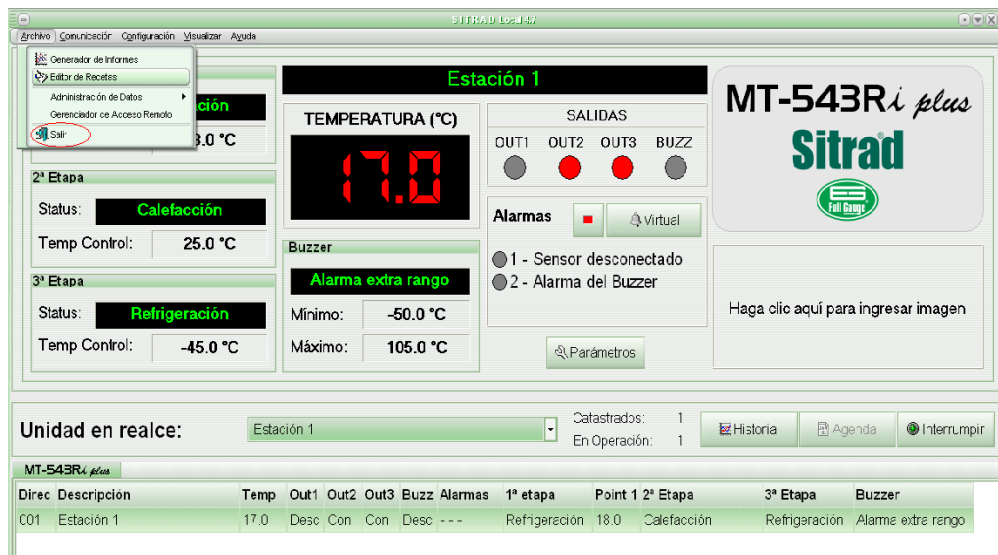 SITRAD Local 4.7
Archivo Comunicación Configuración Visualizar Ayuda
Generador de Informes
Editor de Recetes
Administración de Datos
Gerenciador de Acceso Remoto
Salir
ción
3.0 °C
2ª Etapa
Status: Calefacción
Temp Control: 25.0 °C
3ª Etapa
Status: Refrigeración
Temp Control: -45.0 °C
Estación 1
TEMPERATURA (°C)
17.0
Buzzer
Alarma extra rango
Mínimo: -50.0 °C
Máximo: 105.0 °C
SALIDAS
OUT1 OUT2 OUT3 BUZZ
Alarmas Virtual
1 - Sensor desconectado
2 - Alarma del Buzzer
Parámetros
MT-543Ri plus
Sitrad
Full Gauge
Haga clic aquí para ingresar imagen
Unidad en realce: Estación 1
Catastrados: 1
En Operación: 1
Historia Agenda Interrumpir
MT-543Ri plus
Direc Descripción Temp Out1 Out2 Out3 Buzz Alarmas 1ª etapa Point 1 2ª Etapa 3ª Etapa Buzzer
001 Estación 1 17.0 Desc Con Con Desc --- Refrigeración 18.0 Calefacción Refrigeración Alarma extra rango